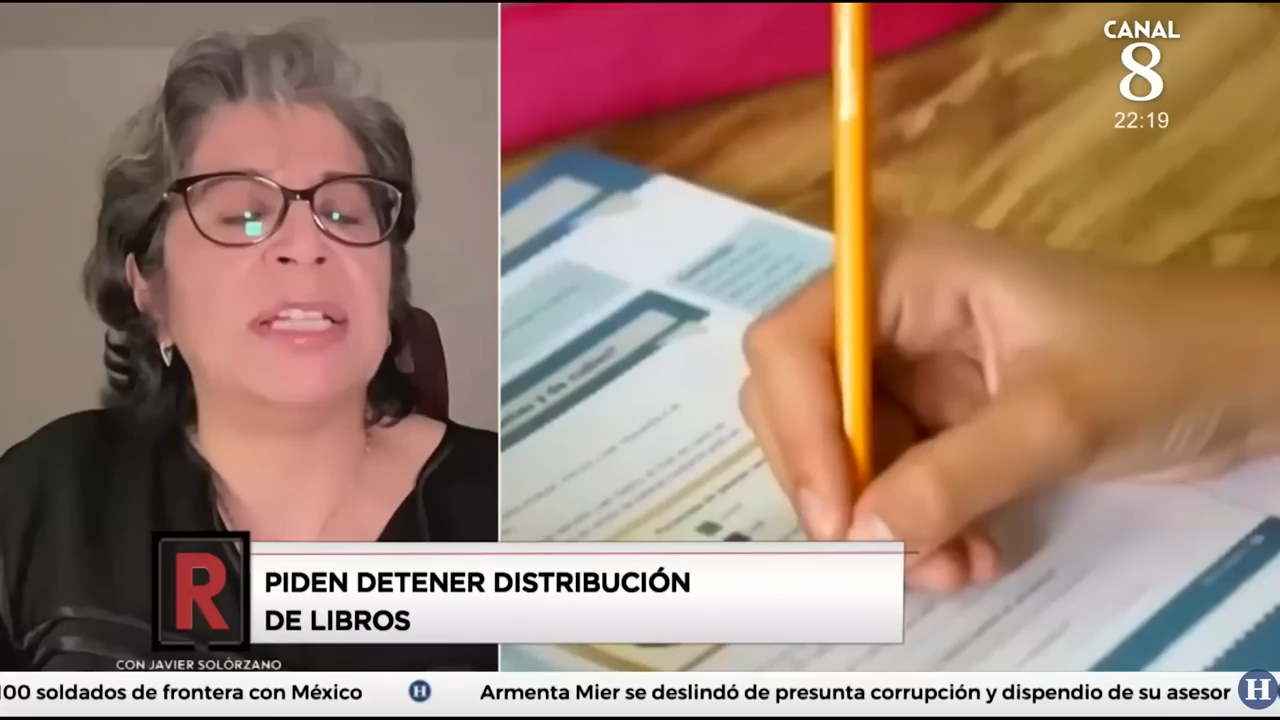 CANAL
8
22:19
R
PIDEN DETENER DISTRIBUCIÓN
DE LIBROS
CON JAVIER SOLÓRZANO
100 soldados de frontera con México
H
Armenta Mier se deslindó de presunta corrupción y dispendio de su asesor
H